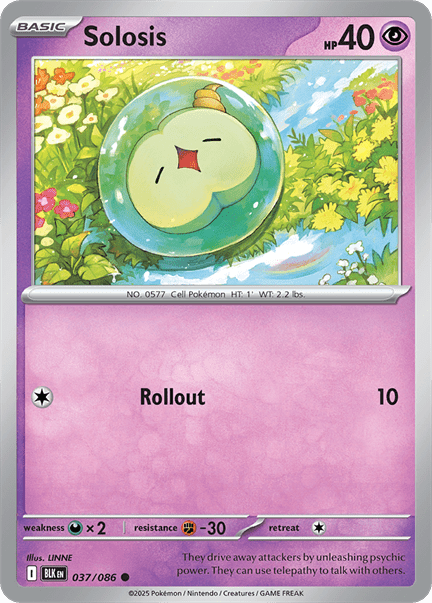 BASIC
Solosis
HP40
NO. 0577 Cell Pokémon HT: 1' WT: 2.2 lbs.
Rollout 10
weakness ×2 resistance -30 retreat
Illus. LINNE
They drive away attackers by unleashing psychic
power. They can use telepathy to talk with others.
I BLK EN 037/086
©2025 Pokémon / Nintendo / Creatures / GAME FREAK